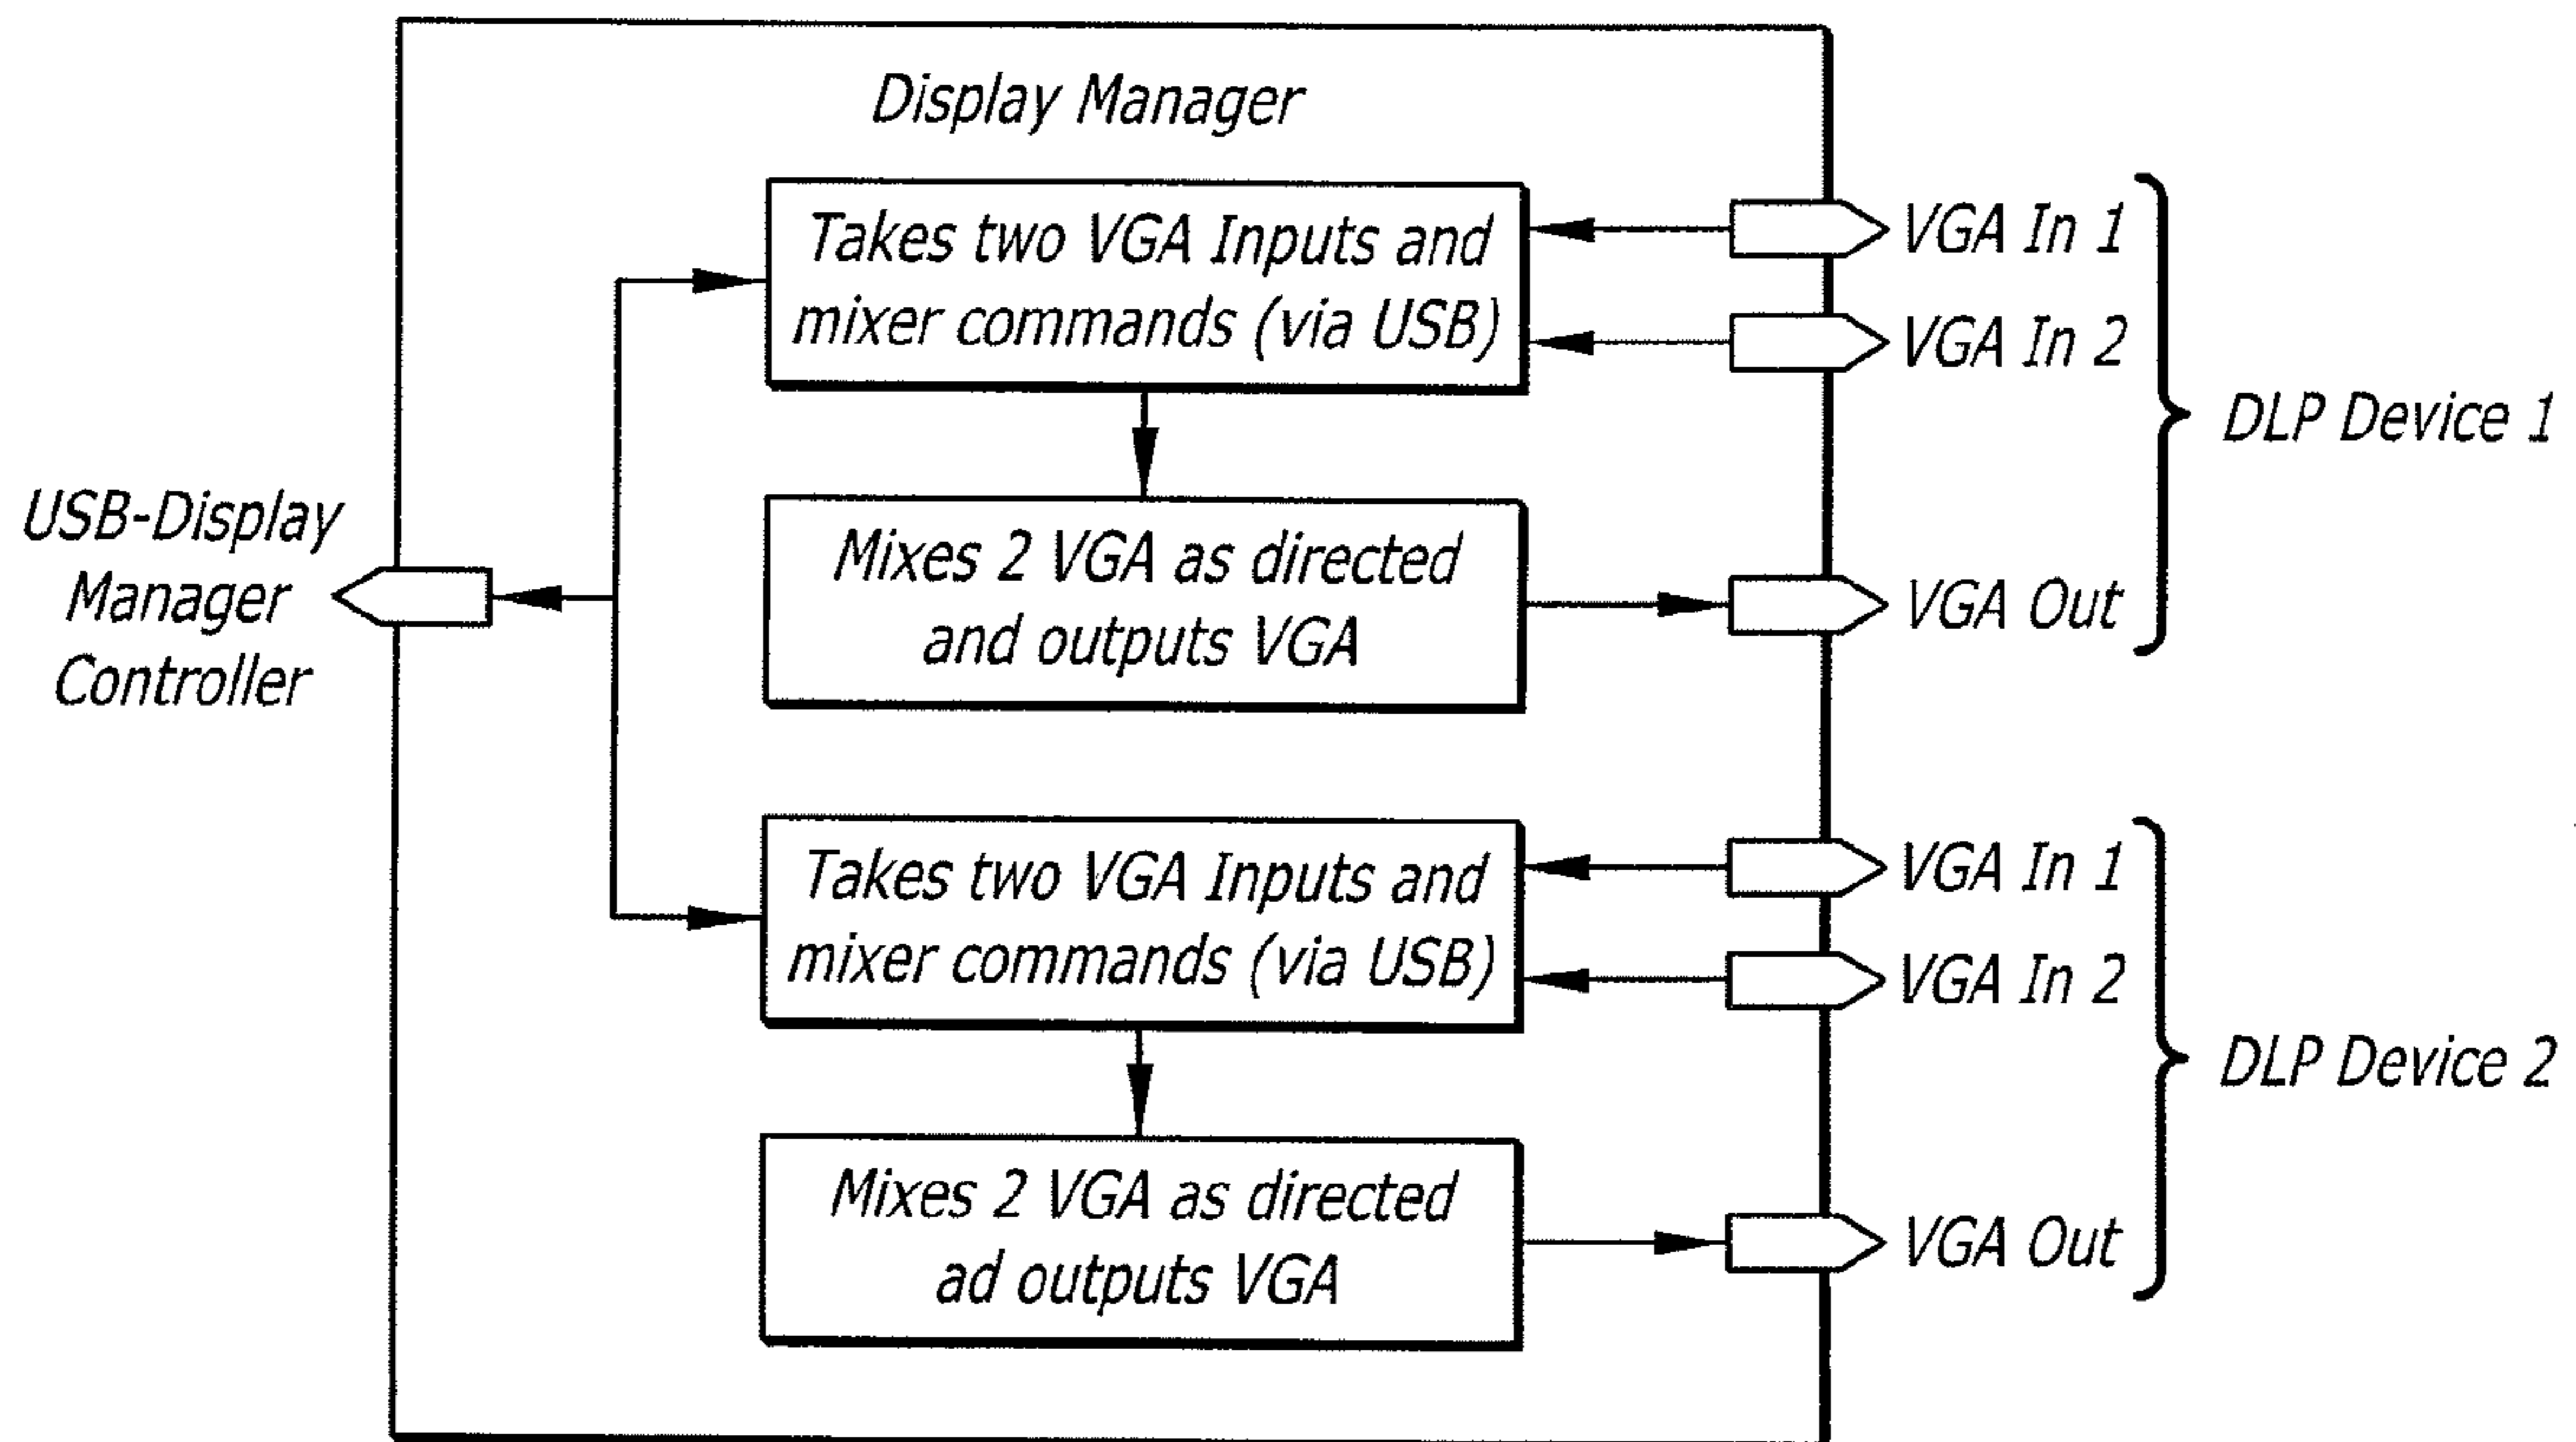 Display Manager
Takes two VGA Inputs and
mixer commands (via USB)
VGA In 1
VGA In 2
DLP Device 1
Mixes 2 VGA as directed
and outputs VGA
VGA Out
USB-Display
Manager
Controller
Takes two VGA Inputs and
mixer commands (via USB)
VGA In 1
VGA In 2
DLP Device 2
Mixes 2 VGA as directed
ad outputs VGA
VGA Out